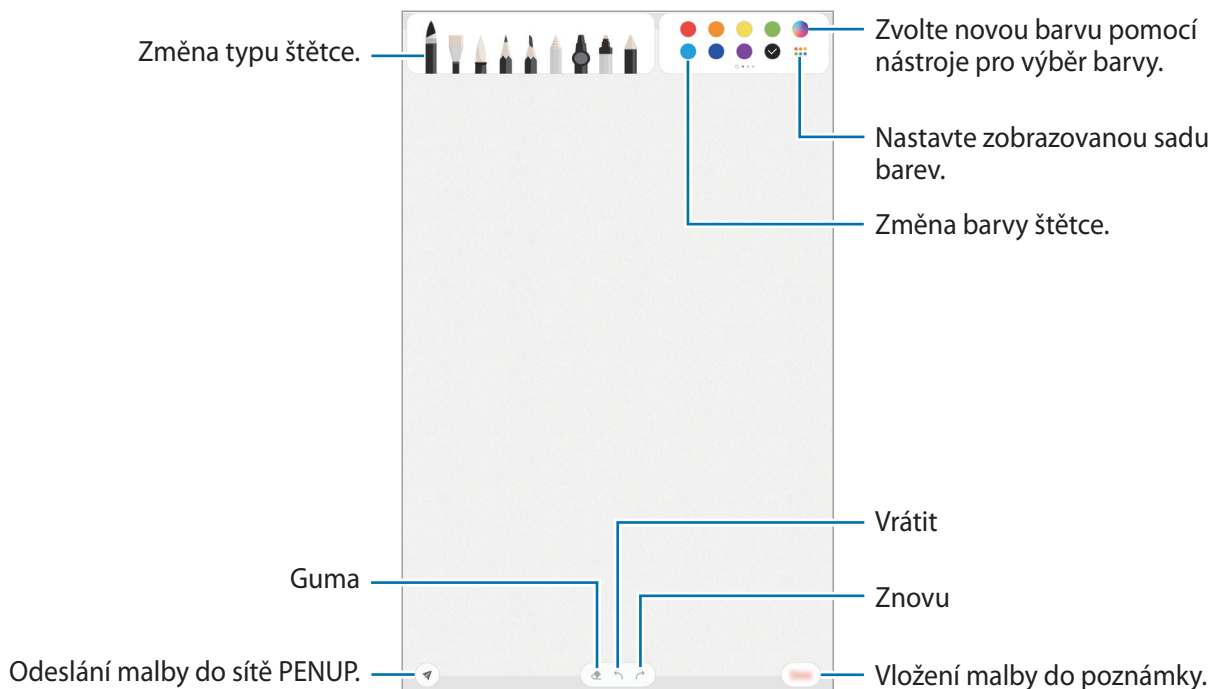 Změna typu štětce.
Zvolte novou barvu pomocí
nástroje pro výběr barvy.
Nastavte zobrazovanou sadu
barev.
Změna barvy štětce.
Vrátit
Guma
Znovu
Odeslání malby do sítě PENUP.
Vložení malby do poznámky.